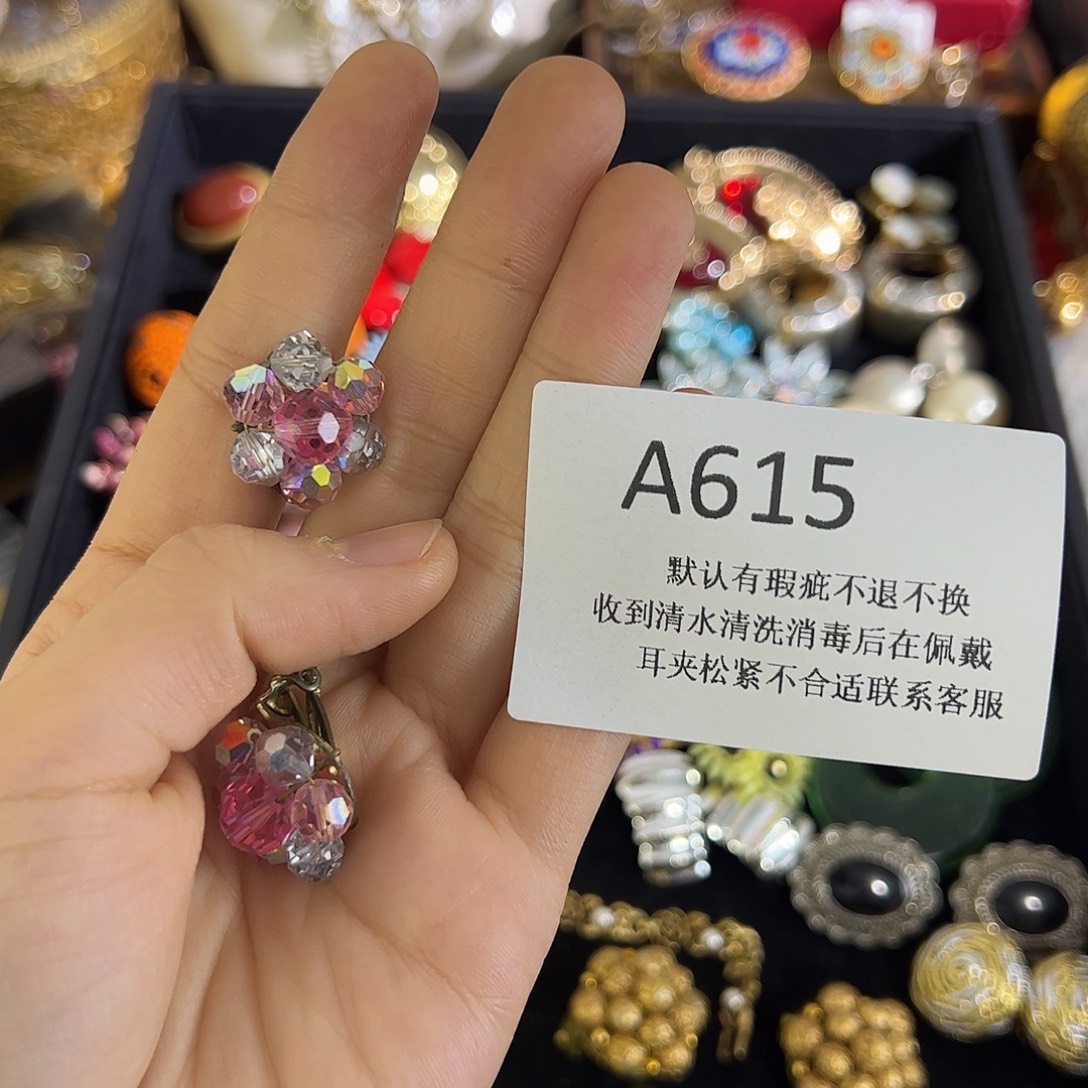 A615
默认有瑕疵不退不换
收到清水清洗消毒后在佩戴
耳夹松紧不合适联系客服